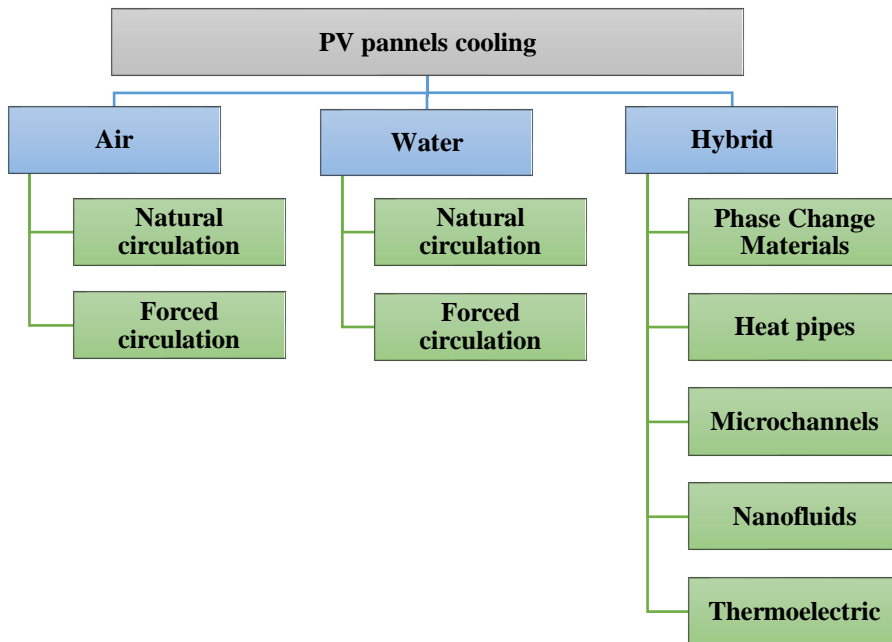 PV pannels cooling
Air
Water
Hybrid
Natural
circulation
Forced
circulation
Natural
circulation
Forced
circulation
Phase Change
Materials
Heat pipes
Microchannels
Nanofluids
Thermoelectric